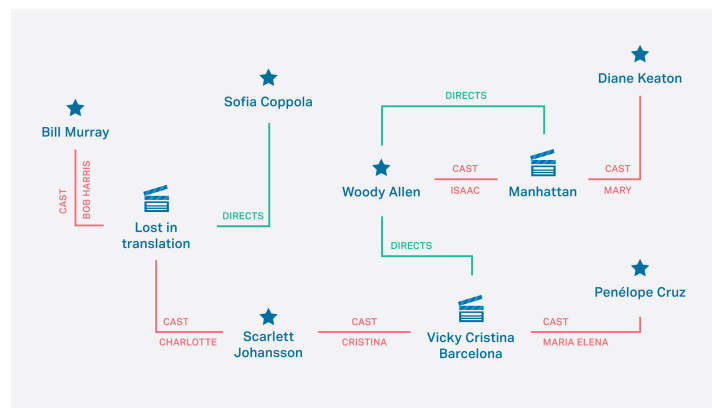 Diane Keaton
Sofia Coppola
DIRECTS
Bill Murray
CAST
BOB HARRIS
Lost in
translation
DIRECTS
Woody Allen
CAST
ISAAC
Manhattan
CAST
MARY
DIRECTS
Penélope Cruz
CAST
CHARLOTTE
Scarlett
Johansson
CAST
CRISTINA
Vicky Cristina
Barcelona
CAST
MARIA ELENA